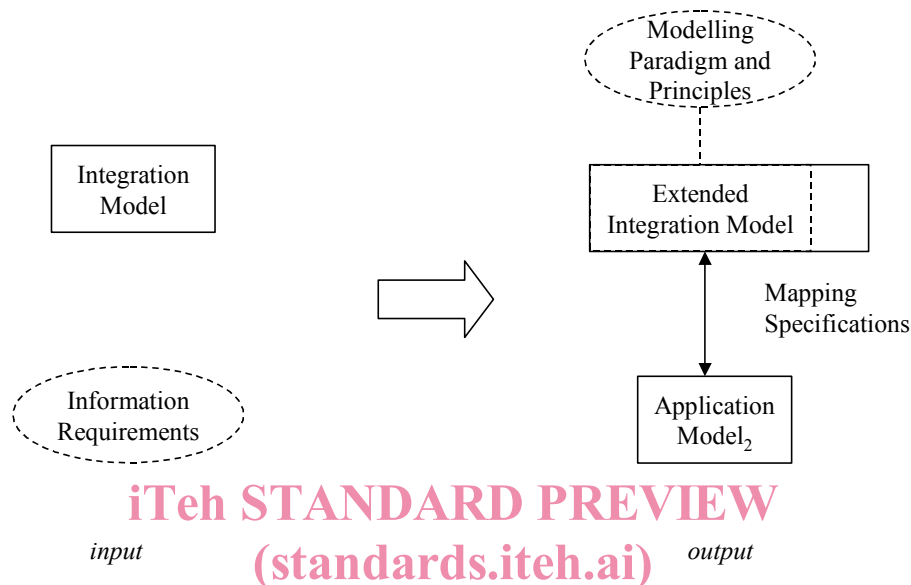 Modelling
Paradigm and
Principles
Integration
Model
Extended
Integration Model
Mapping
Specifications
Information
Requirements
Application
Model₂
iTeh STANDARD PREVIEW
input
(standards.iteh.ai)
output